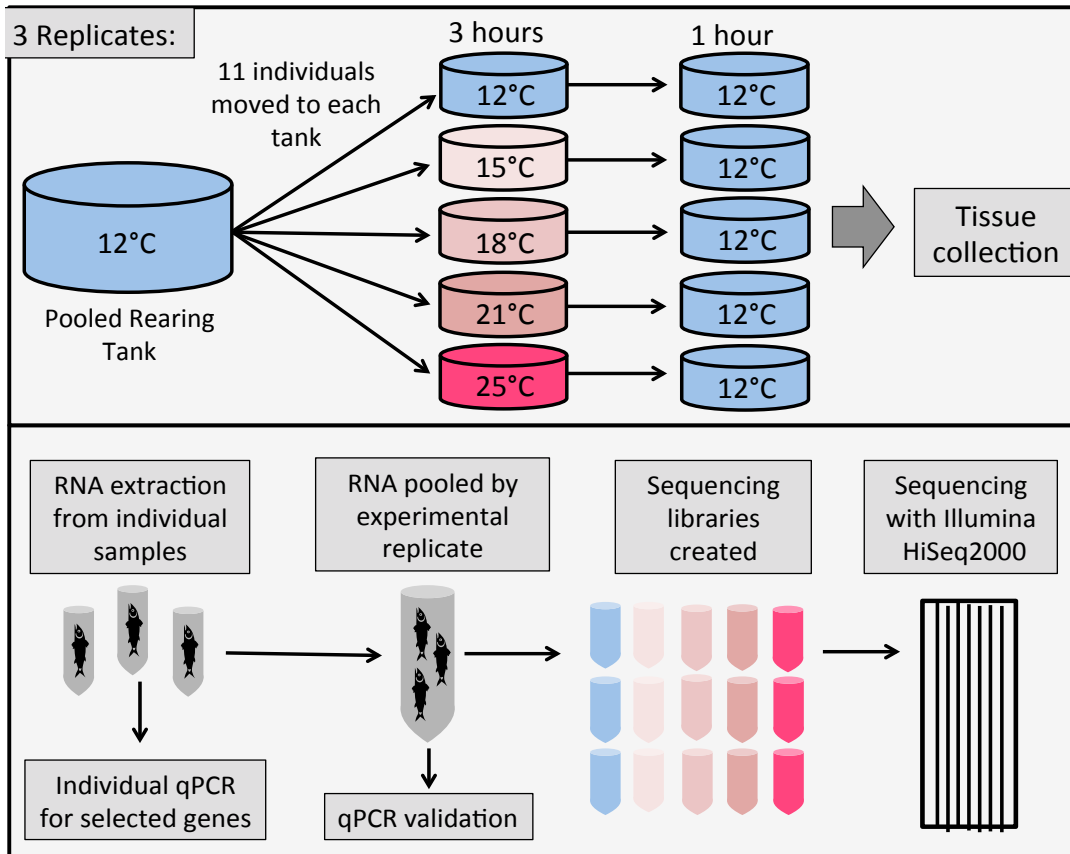 3 Replicates:
11 individuals
moved to each
tank
3 hours
1 hour
12°C
Pooled Rearing
Tank
12°C
12°C
15°C
12°C
18°C
12°C
21°C
12°C
25°C
12°C
Tissue
collection
RNA extraction
from individual
samples
RNA pooled by
experimental
replicate
Sequencing
libraries
created
Sequencing
with Illumina
HiSeq2000
Individual qPCR
for selected genes
qPCR validation